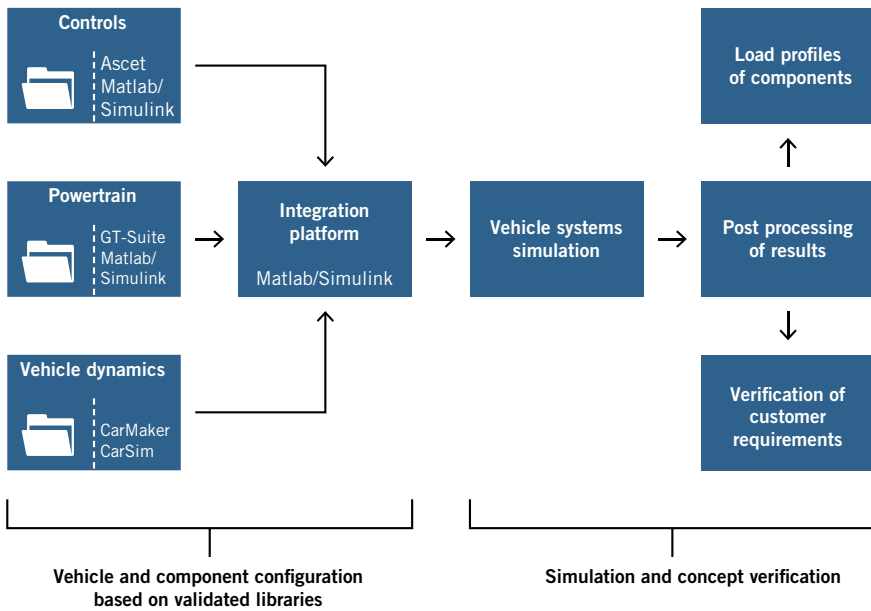 Controls
Ascet
Matlab/
Simulink
Powertrain
GT-Suite
Matlab/
Simulink
Vehicle dynamics
CarMaker
CarSim
Integration
platform
Matlab/Simulink
Vehicle systems
simulation
Load profiles
of components
Post processing
of results
Verification of
customer
requirements
Vehicle and component configuration
based on validated libraries
Simulation and concept verification